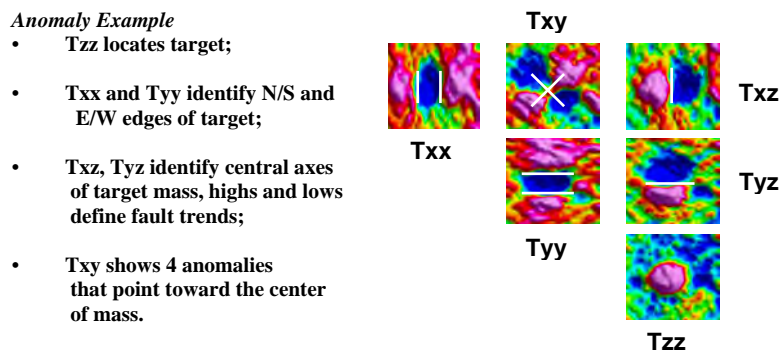 Anomaly Example
• Tzz locates target;
• Txx and Tyy identify N/S and
E/W edges of target;
• Txz, Tyz identify central axes
of target mass, highs and lows
define fault trends;
• Txy shows 4 anomalies
that point toward the center
of mass.
Txy
Txz
Txx
Tyz
Tyy
Tzz